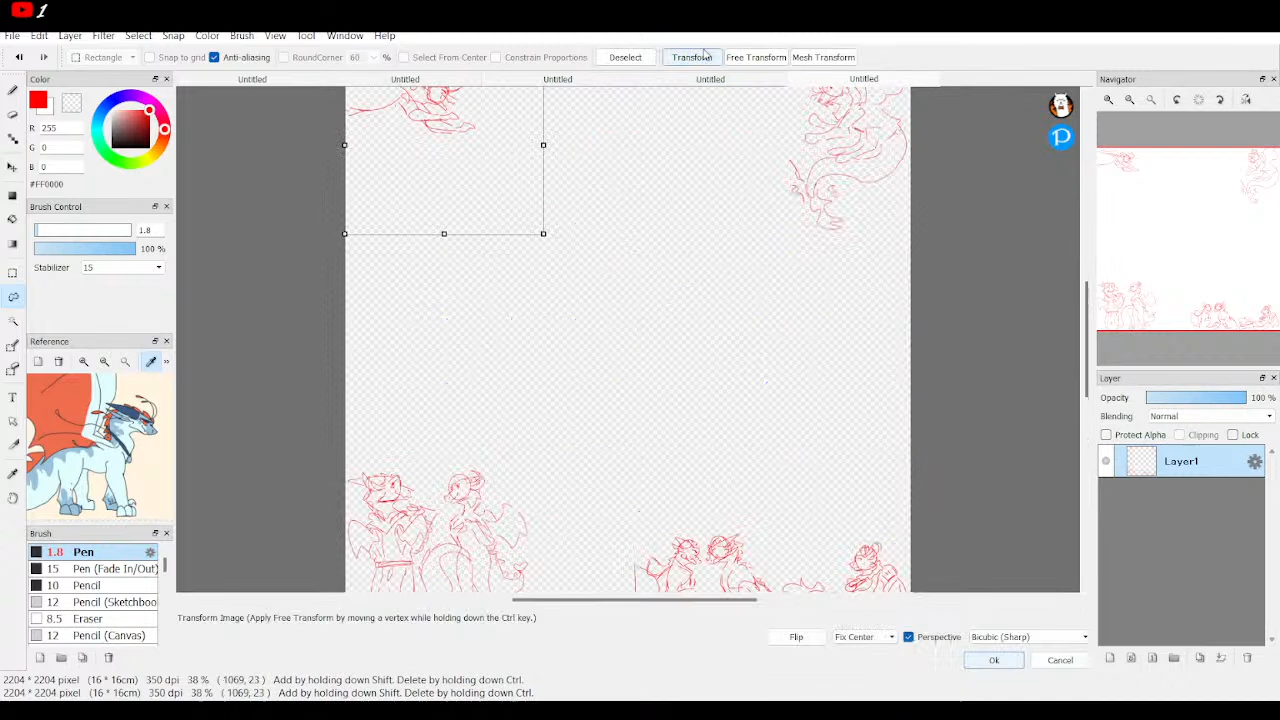 1
File Edit Layer Filter Select Snap Color Brush View Tool Window Help
Rectangle Snap to grid Anti-aliasing RoundCorner 60 % Select From Center Constrain Proportions Deselect Transform Free Transform Mesh Transform
Color
Untitled Untitled Untitled Untitled Untitled
Navigator
R 255
G 0
B 0
#FF0000
Brush Control
1.8
100 %
Stabilizer 15
Reference
Layer
Opacity 100 %
Blending Normal
Protect Alpha Clipping Lock
Layer1
Brush
1.8 Pen
15 Pen (Fade In/Out)
10 Pencil
12 Pencil (Sketchboo
8.5 Eraser
12 Pencil (Canvas)
Transform Image (Apply Free Transform by moving a vertex while holding down the Ctrl key.)
Flip Fix Center Perspective Bicubic (Sharp)
Ok Cancel
2204 * 2204 pixel (16 * 16cm) 350 dpi 38 % ( 1069, 23 ) Add by holding down Shift. Delete by holding down Ctrl.
2204 * 2204 pixel (16 * 16cm) 350 dpi 38 % ( 1069, 23 ) Add by holding down Shift. Delete by holding down Ctrl.